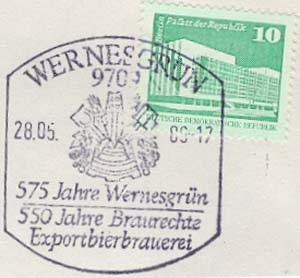 WERNESGRÜN
970
28.05.
-17
575 Jahre Wernesgrün
550 Jahre Braurechte
Exportbierbrauerei
Berlin
Palast der Republik
10
DEUTSCHE DEMOKRATISCHE REPUBLIK